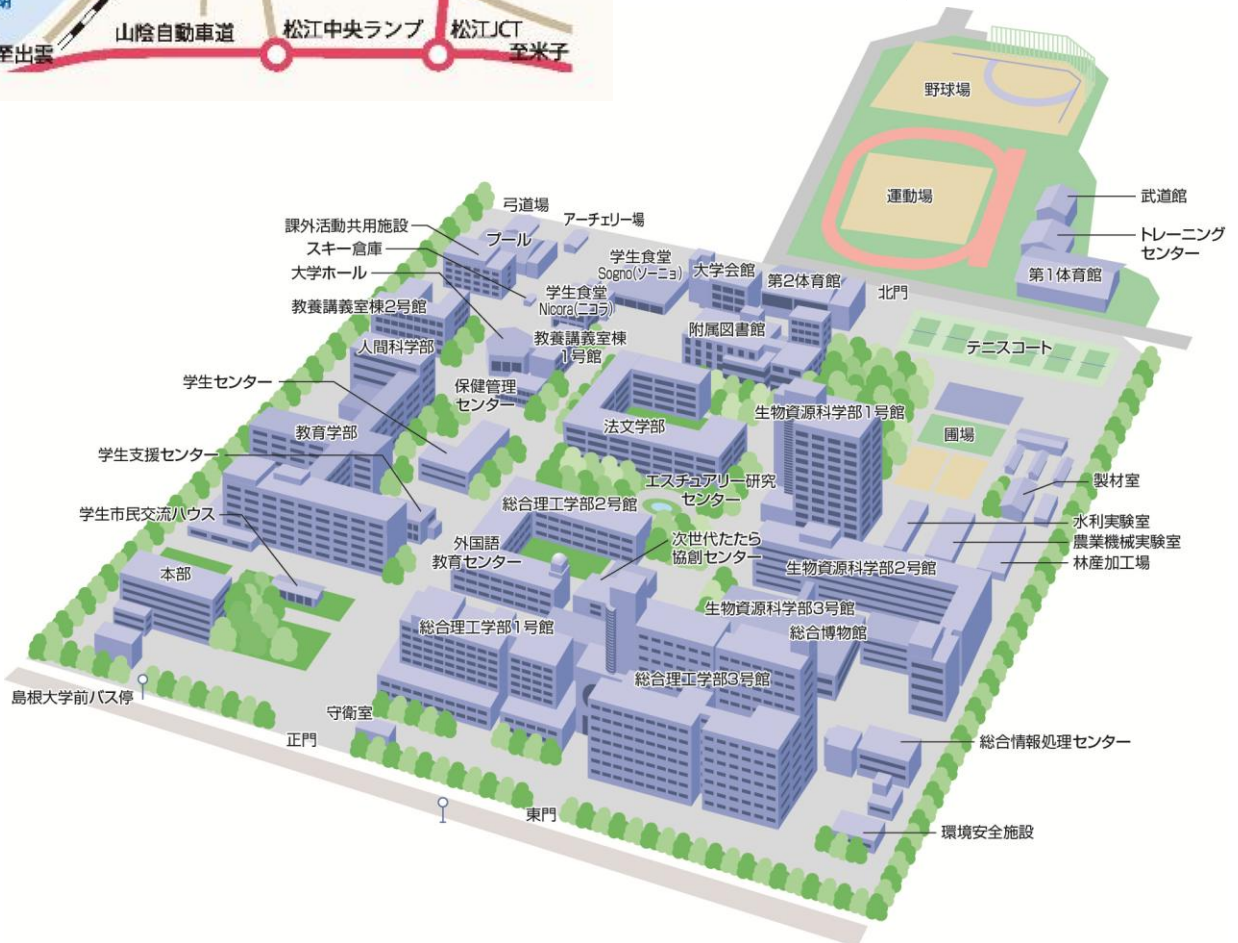 山陰自動車道
松江中央ランプ
松江JCT
至出雲
至米子
野球場
運動場
武道館
トレーニング
センター
第1体育館
弓道場
アーチェリー場
課外活動共用施設
プール
スキー倉庫
大学ホール
学生食堂
Sogno(ソーニョ)
大学会館
第2体育館
北門
学生食堂
Nicora(ニコラ)
教養講義室棟2号館
教養講義室棟
1号館
附属図書館
テニスコート
人間科学部
学生センター
保健管理
センター
生物資源科学部1号館
法文学部
教育学部
圃場
学生支援センター
製材室
エスチュアリー研究
センター
総合理工学部2号館
学生市民交流ハウス
水利実験室
次世代たたら
協創センター
農業機械実験室
外国語
教育センター
林産加工場
生物資源科学部2号館
本部
生物資源科学部3号館
総合理工学部1号館
総合博物館
総合理工学部3号館
島根大学前バス停
守衛室
正門
総合情報処理センター
東門
環境安全施設